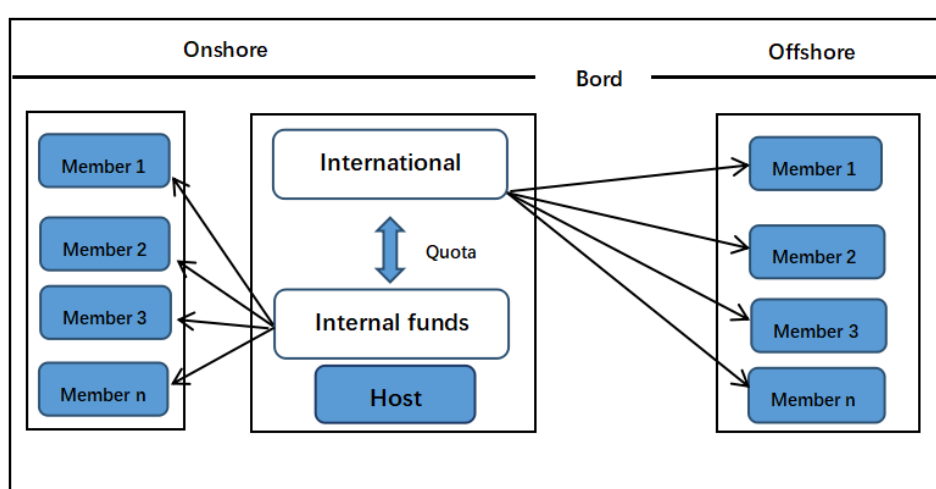 Onshore
Offshore
Bord
Member 1
Member 2
Member 3
Member n
International
Quota
Internal funds
Host
Member 1
Member 2
Member 3
Member n